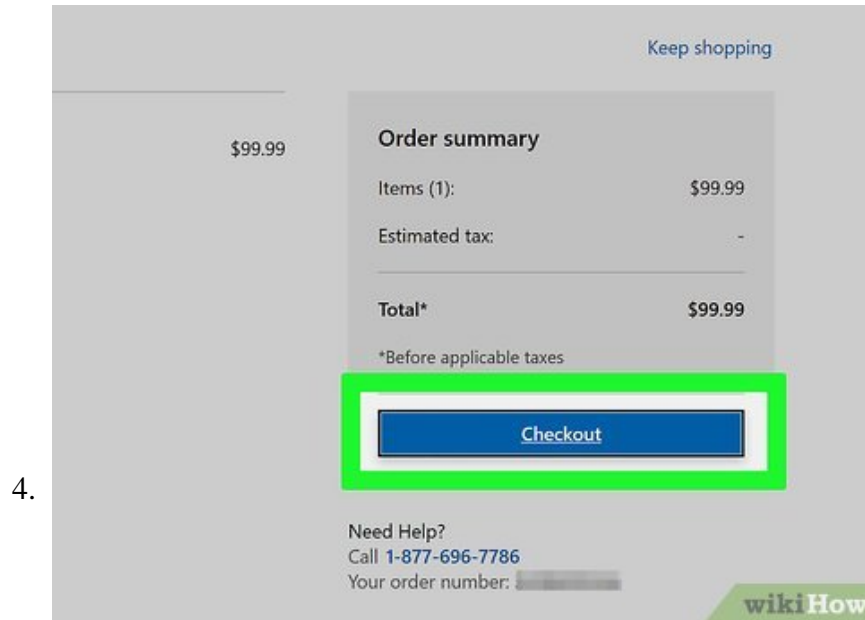 Keep shopping
$99.99
Order summary
Items (1): $99.99
Estimated tax: -
Total* $99.99
*Before applicable taxes
Checkout
4.
Need Help?
Call 1-877-696-7786
Your order number:
wikiHow